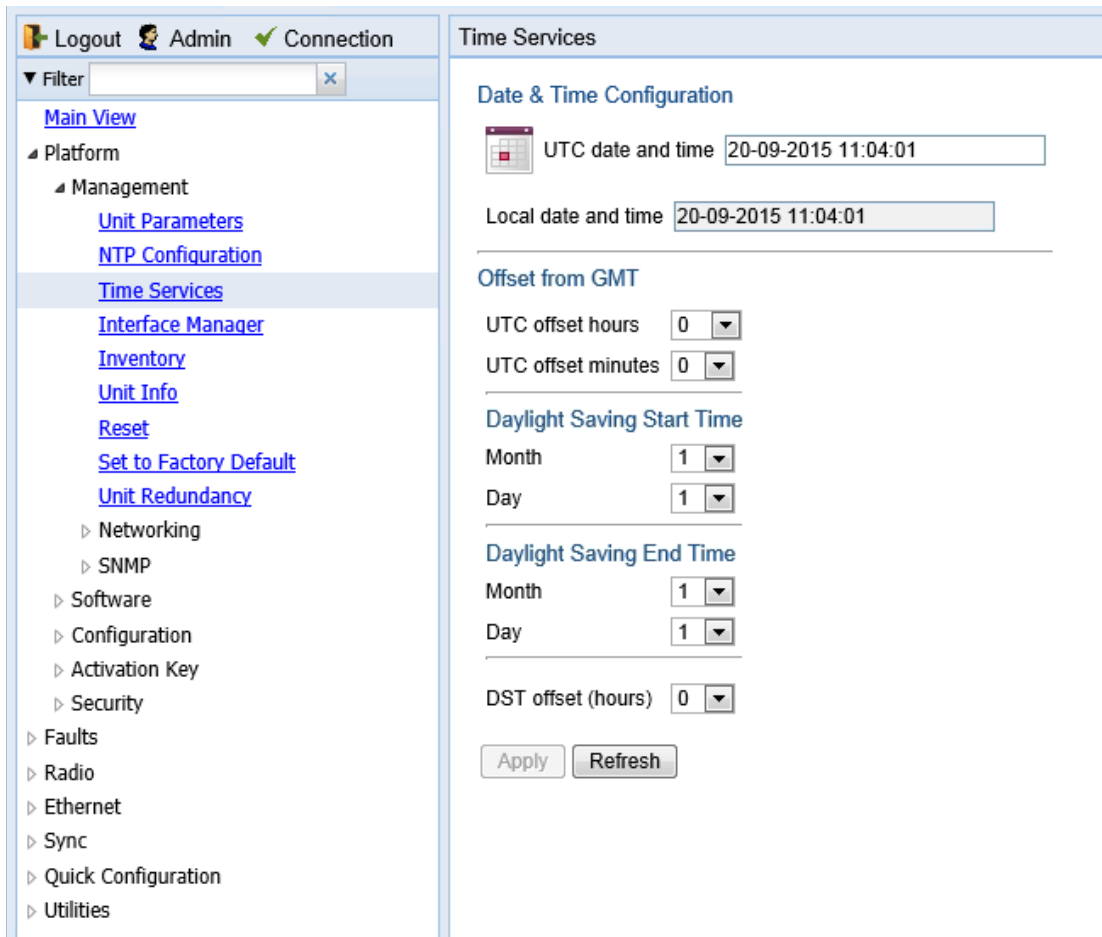 Logout Admin Connection
Filter
Main View
Platform
Management
Unit Parameters
NTP Configuration
Time Services
Interface Manager
Inventory
Unit Info
Reset
Set to Factory Default
Unit Redundancy
Networking
SNMP
Software
Configuration
Activation Key
Security
Faults
Radio
Ethernet
Sync
Quick Configuration
Utilities
Time Services
Date & Time Configuration
UTC date and time 20-09-2015 11:04:01
Local date and time 20-09-2015 11:04:01
Offset from GMT
UTC offset hours 0
UTC offset minutes 0
Daylight Saving Start Time
Month 1
Day 1
Daylight Saving End Time
Month 1
Day 1
DST offset (hours) 0
Apply Refresh